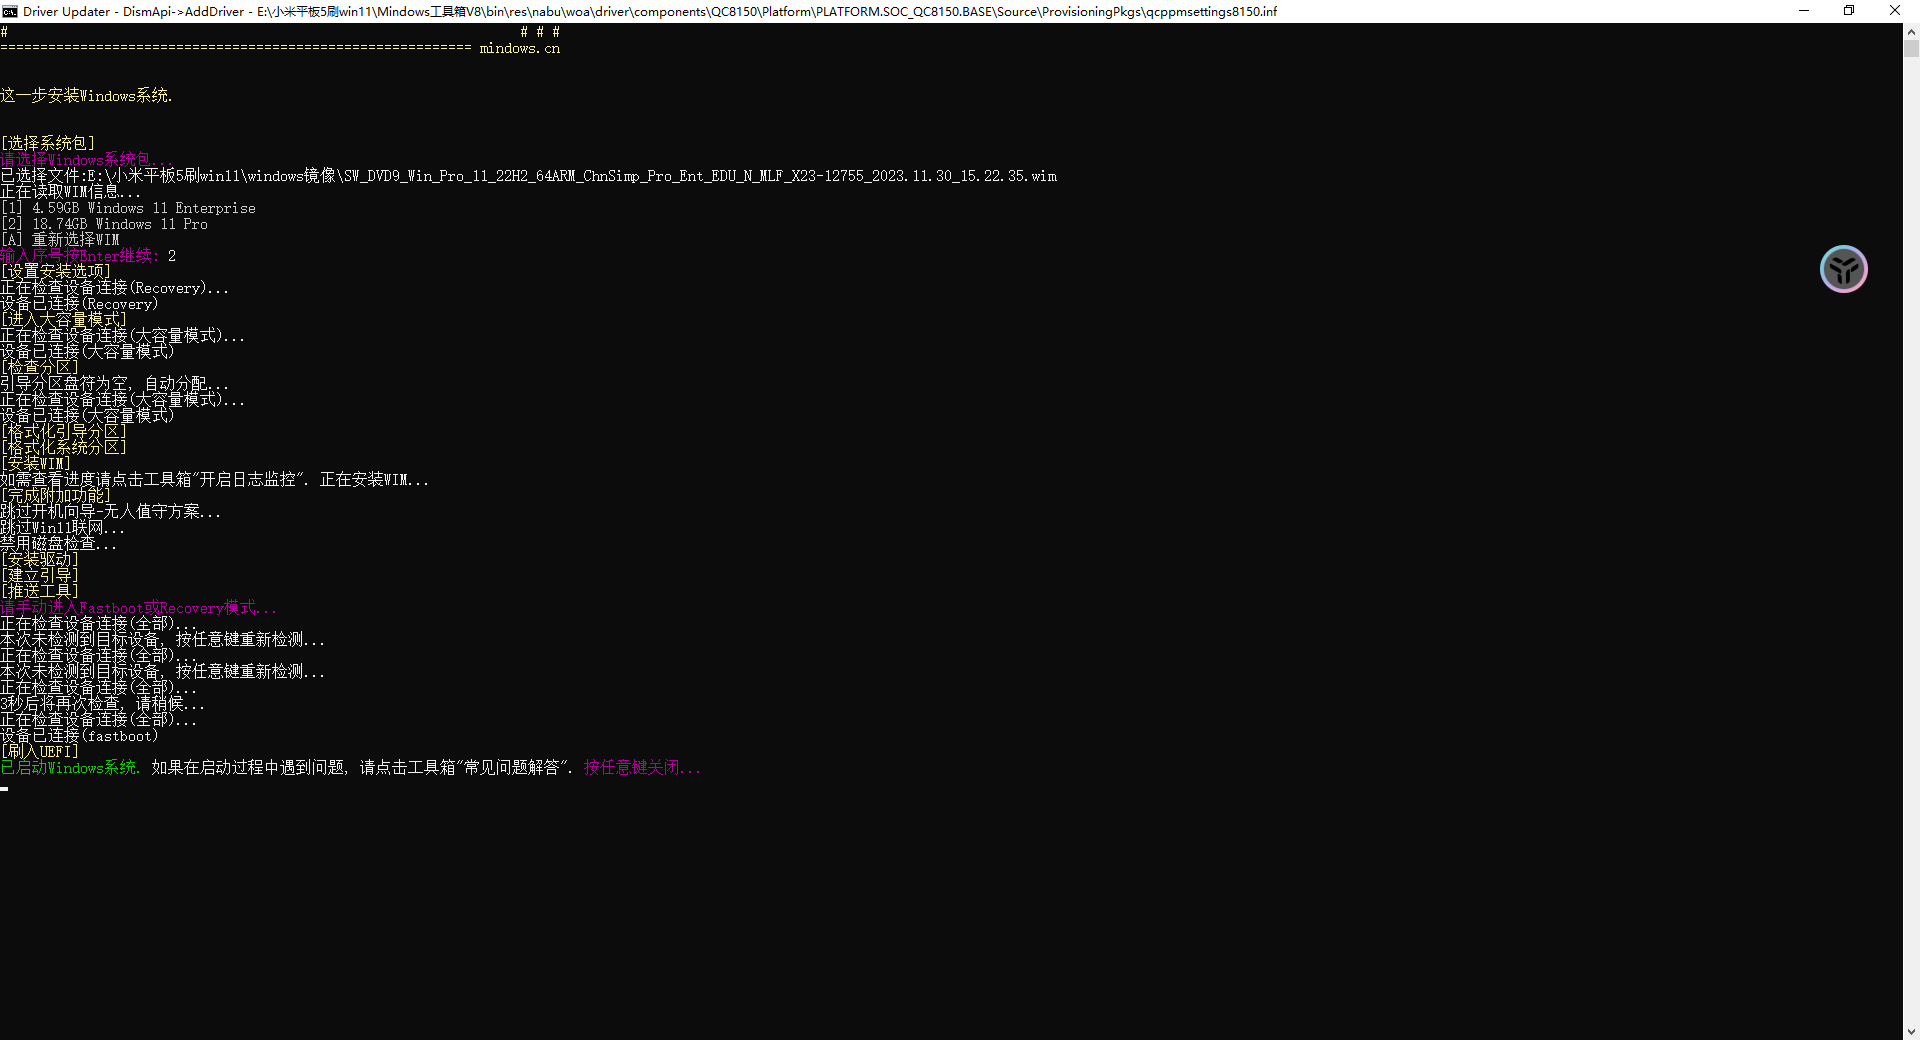 Driver Updater - DismApi->AddDriver - E:\小米平板5刷win11\Mindows工具箱V8\bin\res\nabu\woa\driver\components\QC8150\Platform\PLATFORM.SOC_QC8150.BASE\Source\ProvisioningPkgs\qcppmsettings8150.inf
# # # #
=========================================================== mindows.cn
这一步安装Windows系统.
[选择系统包]
请选择Windows系统包...
已选择文件:E:\小米平板5刷win11\windows镜像\SW_DVD9_Win_Pro_11_22H2_64ARM_ChnSimp_Pro_Ent_EDU_N_MLF_X23-12755_2023.11.30_15.22.35.wim
正在读取WIM信息...
[1] 4.59GB Windows 11 Enterprise
[2] 18.74GB Windows 11 Pro
[A] 重新选择WIM
输入序号按Enter继续: 2
[设置安装选项]
正在检查设备连接(Recovery)...
设备已连接(Recovery)
[进入大容量模式]
正在检查设备连接(大容量模式)...
设备已连接(大容量模式)
[检查分区]
引导分区盘符为空, 自动分配...
正在检查设备连接(大容量模式)...
设备已连接(大容量模式)
[格式化引导分区]
[格式化系统分区]
[安装WIM]
如需查看进度请点击工具箱"开启日志监控". 正在安装WIM...
[完成附加功能]
跳过开机向导-无人值守方案...
跳过Win11联网...
禁用磁盘检查...
[安装驱动]
[建立引导]
[推送工具]
请手动进入Fastboot或Recovery模式...
正在检查设备连接(全部)...
本次未检测到目标设备, 按任意键重新检测...
正在检查设备连接(全部)...
本次未检测到目标设备, 按任意键重新检测...
正在检查设备连接(全部)...
3秒后将再次检查, 请稍候...
正在检查设备连接(全部)...
设备已连接(fastboot)
[刷入UEFI]
已启动Windows系统. 如果在启动过程中遇到问题, 请点击工具箱"常见问题解答". 按任意键关闭...